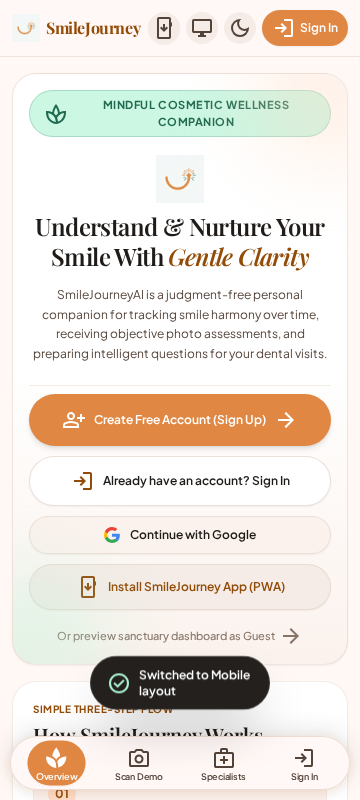 SmileJourney
Sign In
MINDFUL COSMETIC WELLNESS
COMPANION
Understand & Nurture Your
Smile With Gentle Clarity
SmileJourneyAI is a judgment-free personal
companion for tracking smile harmony over time,
receiving objective photo assessments, and
preparing intelligent questions for your dental visits.
Create Free Account (Sign Up)
Already have an account? Sign In
Continue with Google
Install SmileJourney App (PWA)
Or preview sanctuary dashboard as Guest
Switched to Mobile
layout
SIMPLE THREE-STEP FLOW
How SmileJourney Works
01
Overview
Scan Demo
Specialists
Sign In